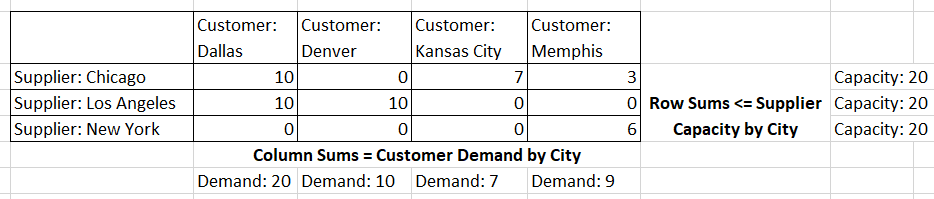 Customer: Customer: Customer: Customer:
Dallas Denver Kansas City Memphis
Supplier: Chicago 10 0 7 3 Capacity: 20
Supplier: Los Angeles 10 10 0 0 Row Sums <= Supplier Capacity: 20
Supplier: New York 0 0 0 6 Capacity by City Capacity: 20
Column Sums = Customer Demand by City
Demand: 20 Demand: 10 Demand: 7 Demand: 9